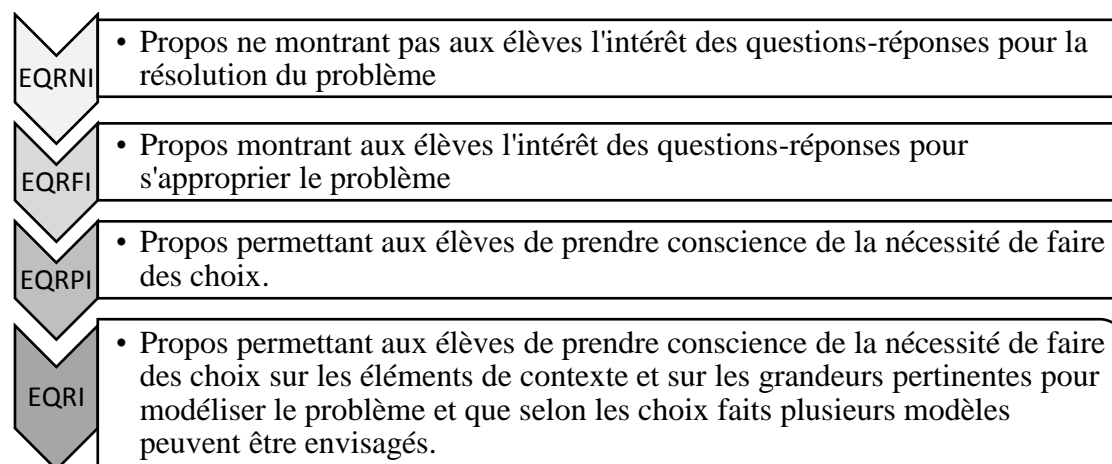 EQRNI
• Propos ne montrant pas aux élèves l'intérêt des questions-réponses pour la
résolution du problème
EQRFI
• Propos montrant aux élèves l'intérêt des questions-réponses pour
s'approprier le problème
EQRPI
• Propos permettant aux élèves de prendre conscience de la nécessité de faire
des choix.
EQRI
• Propos permettant aux élèves de prendre conscience de la nécessité de faire
des choix sur les éléments de contexte et sur les grandeurs pertinentes pour
modéliser le problème et que selon les choix faits plusieurs modèles
peuvent être envisagés.